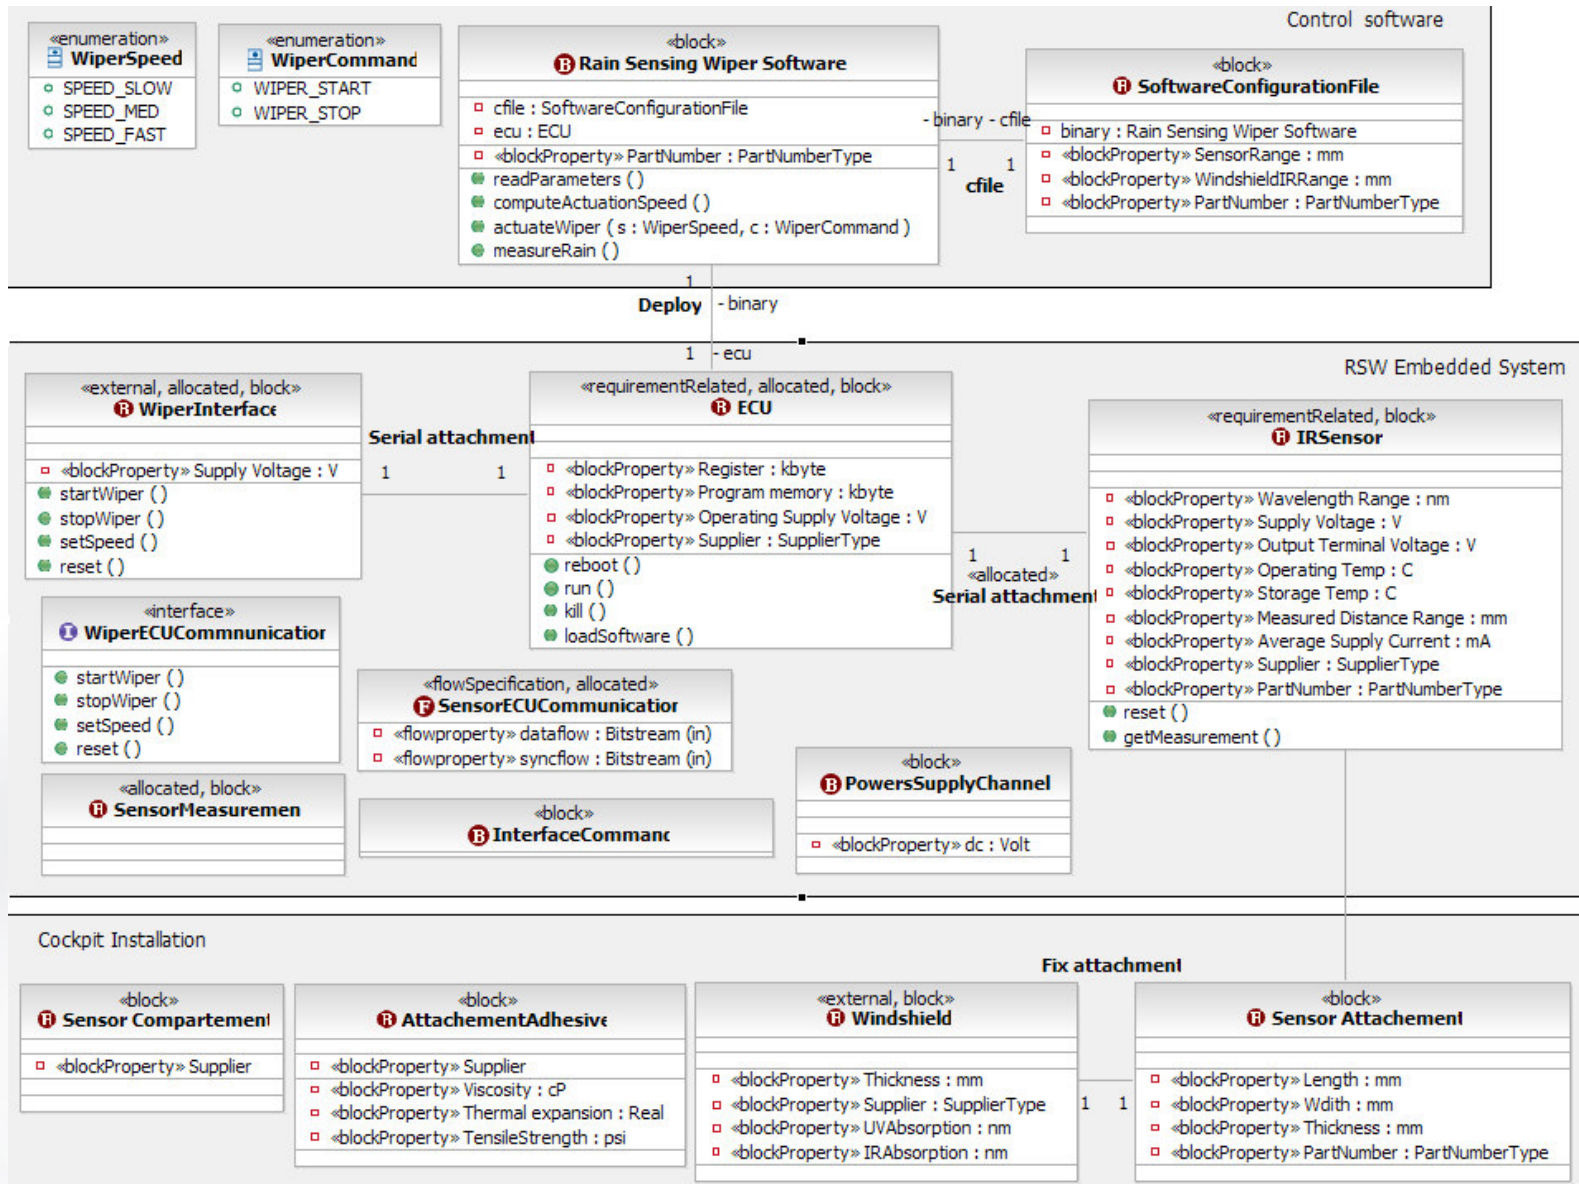 Control software
«enumeration»
WiperSpeed
SPEED_SLOW
SPEED_MED
SPEED_FAST
«enumeration»
WiperCommand
WIPER_START
WIPER_STOP
«block»
Rain Sensing Wiper Software
cfile : SoftwareConfigurationFile
ecu : ECU
«blockProperty» PartNumber : PartNumberType
readParameters ( )
computeActuationSpeed ( )
actuateWiper ( s : WiperSpeed, c : WiperCommand )
measureRain ( )
- binary - cfile
1 1
cfile
«block»
SoftwareConfigurationFile
binary : Rain Sensing Wiper Software
«blockProperty» SensorRange : mm
«blockProperty» WindshieldIRRange : mm
«blockProperty» PartNumber : PartNumberType
1
Deploy - binary
1 - ecu
RSW Embedded System
«external, allocated, block»
WiperInterface
«blockProperty» Supply Voltage : V
startWiper ( )
stopWiper ( )
setSpeed ( )
reset ( )
Serial attachment
1 1
«requirementRelated, allocated, block»
ECU
«blockProperty» Register : kbyte
«blockProperty» Program memory : kbyte
«blockProperty» Operating Supply Voltage : V
«blockProperty» Supplier : SupplierType
reboot ( )
run ( )
kill ( )
loadSoftware ( )
1 1
«allocated»
Serial attachment
«requirementRelated, block»
IRSensor
«blockProperty» Wavelength Range : nm
«blockProperty» Supply Voltage : V
«blockProperty» Output Terminal Voltage : V
«blockProperty» Operating Temp : C
«blockProperty» Storage Temp : C
«blockProperty» Measured Distance Range : mm
«blockProperty» Average Supply Current : mA
«blockProperty» Supplier : SupplierType
«blockProperty» PartNumber : PartNumberType
reset ( )
getMeasurement ( )
«interface»
WiperECUCommnunication
startWiper ( )
stopWiper ( )
setSpeed ( )
reset ( )
«flowSpecification, allocated»
SensorECUCommunication
«flowproperty» dataflow : Bitstream (in)
«flowproperty» syncflow : Bitstream (in)
«allocated, block»
SensorMeasuremen
«block»
InterfaceCommanc
«block»
PowersSupplyChannel
«blockProperty» dc : Volt
Cockpit Installation
Fix attachment
«block»
Sensor Compartement
«blockProperty» Supplier
«block»
AttachementAdhesive
«blockProperty» Supplier
«blockProperty» Viscosity : cP
«blockProperty» Thermal expansion : Real
«blockProperty» TensileStrength : psi
«external, block»
Windshield
«blockProperty» Thickness : mm
«blockProperty» Supplier : SupplierType
«blockProperty» UVAbsorption : nm
«blockProperty» IRAbsorption : nm
1 1
«block»
Sensor Attachement
«blockProperty» Length : mm
«blockProperty» Wdith : mm
«blockProperty» Thickness : mm
«blockProperty» PartNumber : PartNumberType